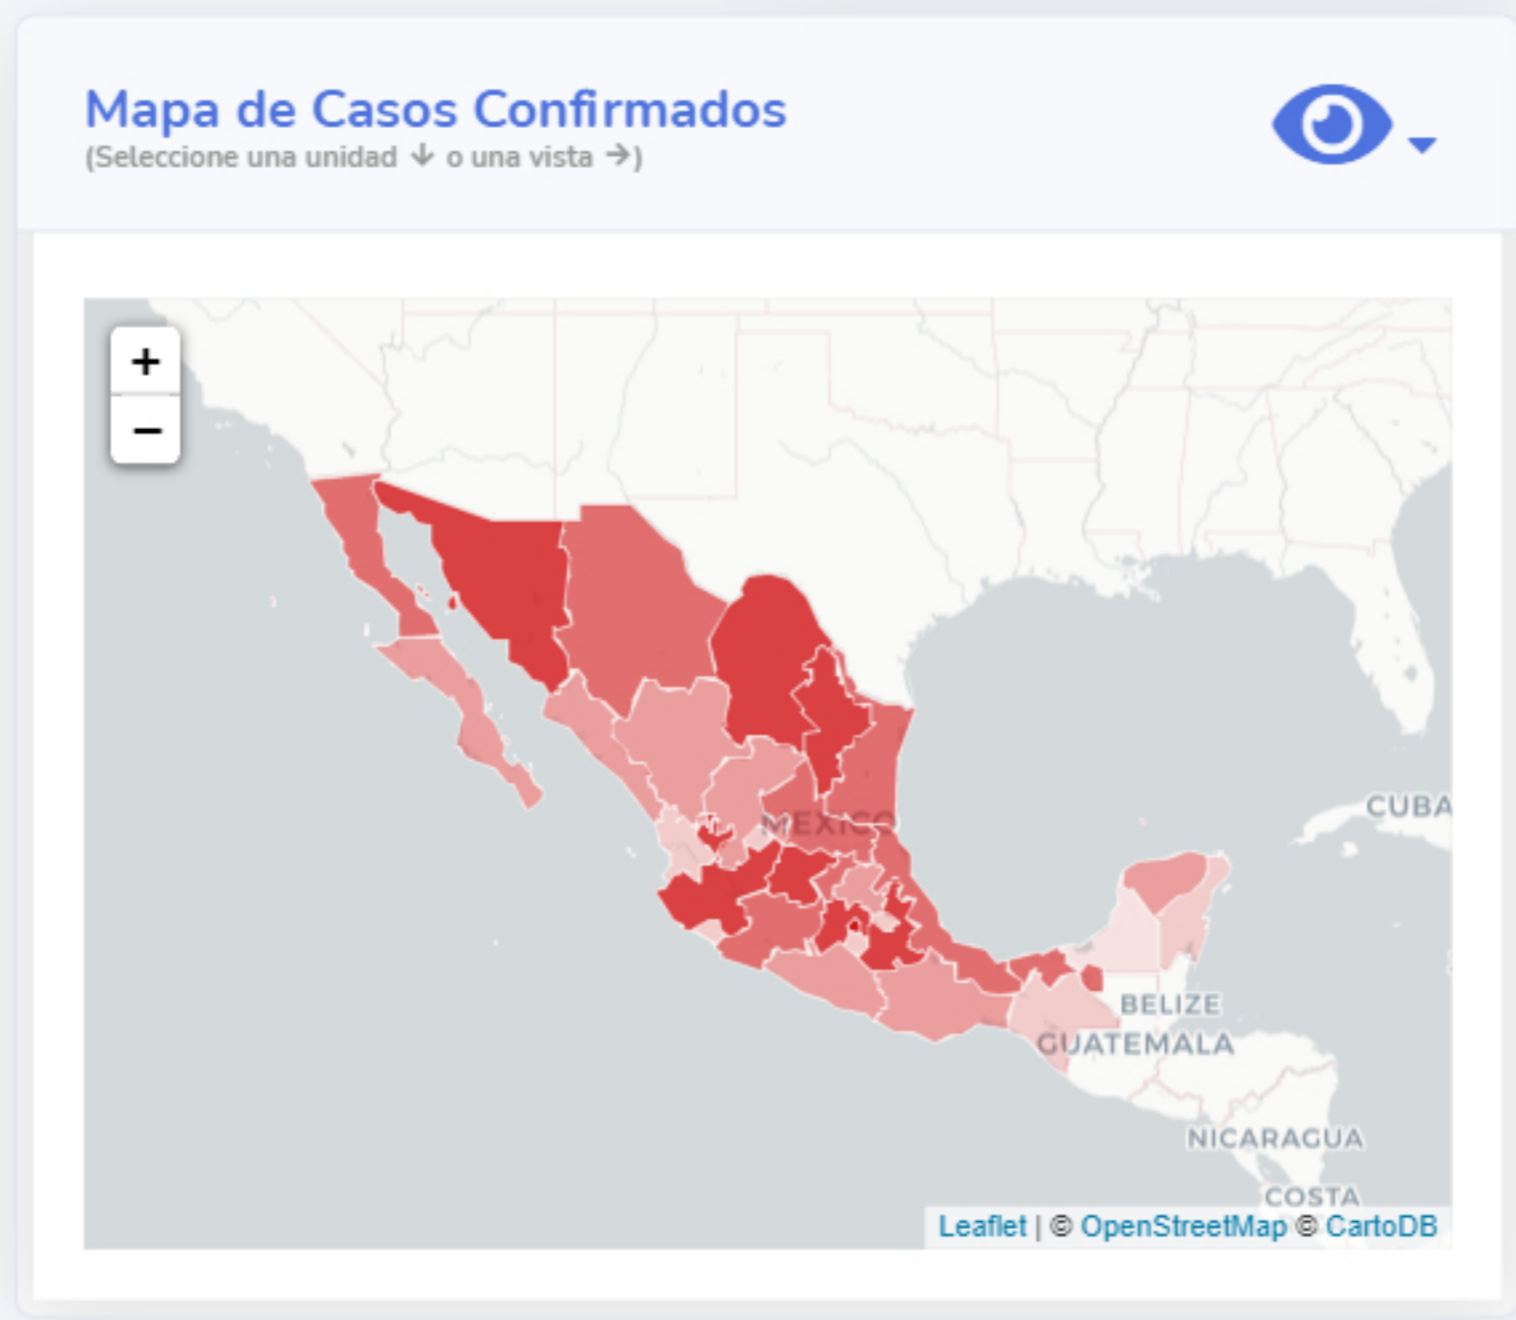 Mapa de Casos Confirmados
(Seleccione una unidad ↓ o una vista →)
+
−
MEXICO
CUBA
BELIZE
GUATEMALA
NICARAGUA
COSTA
Leaflet | © OpenStreetMap © CartoDB